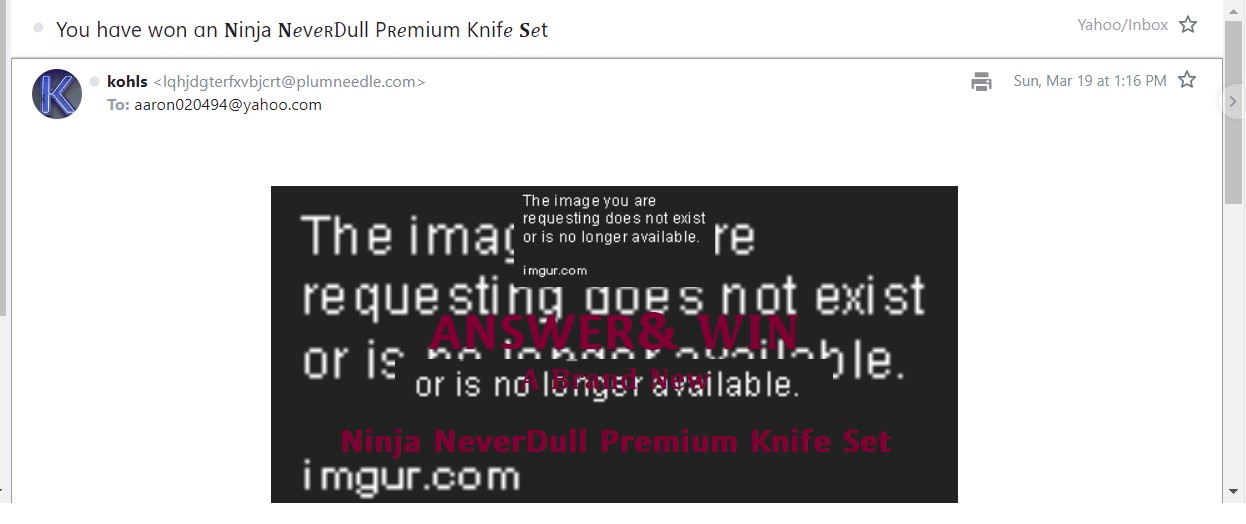 You have won an Ninja NeverDull Premium Knife Set
Yahoo/Inbox
K
kohls <lqhjdgterfxvbjcrt@plumneedle.com>
Sun, Mar 19 at 1:16 PM
To: aaron020494@yahoo.com
The image you are
requesting does not exist
or is no longer available.
imgur.com
The imag re
requesting does not exist
ANSWER& WIN
or is no longer available.
A Brand New
or is no longer available.
Ninja NeverDull Premium Knife Set
imgur.com